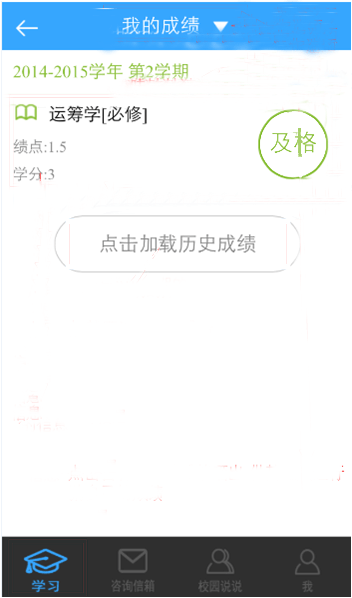 我的成绩
2014-2015学年 第2学期
运筹学[必修]
绩点:1.5
及格
学分:3
点击加载历史成绩
学习
咨询信箱
校园说说
我